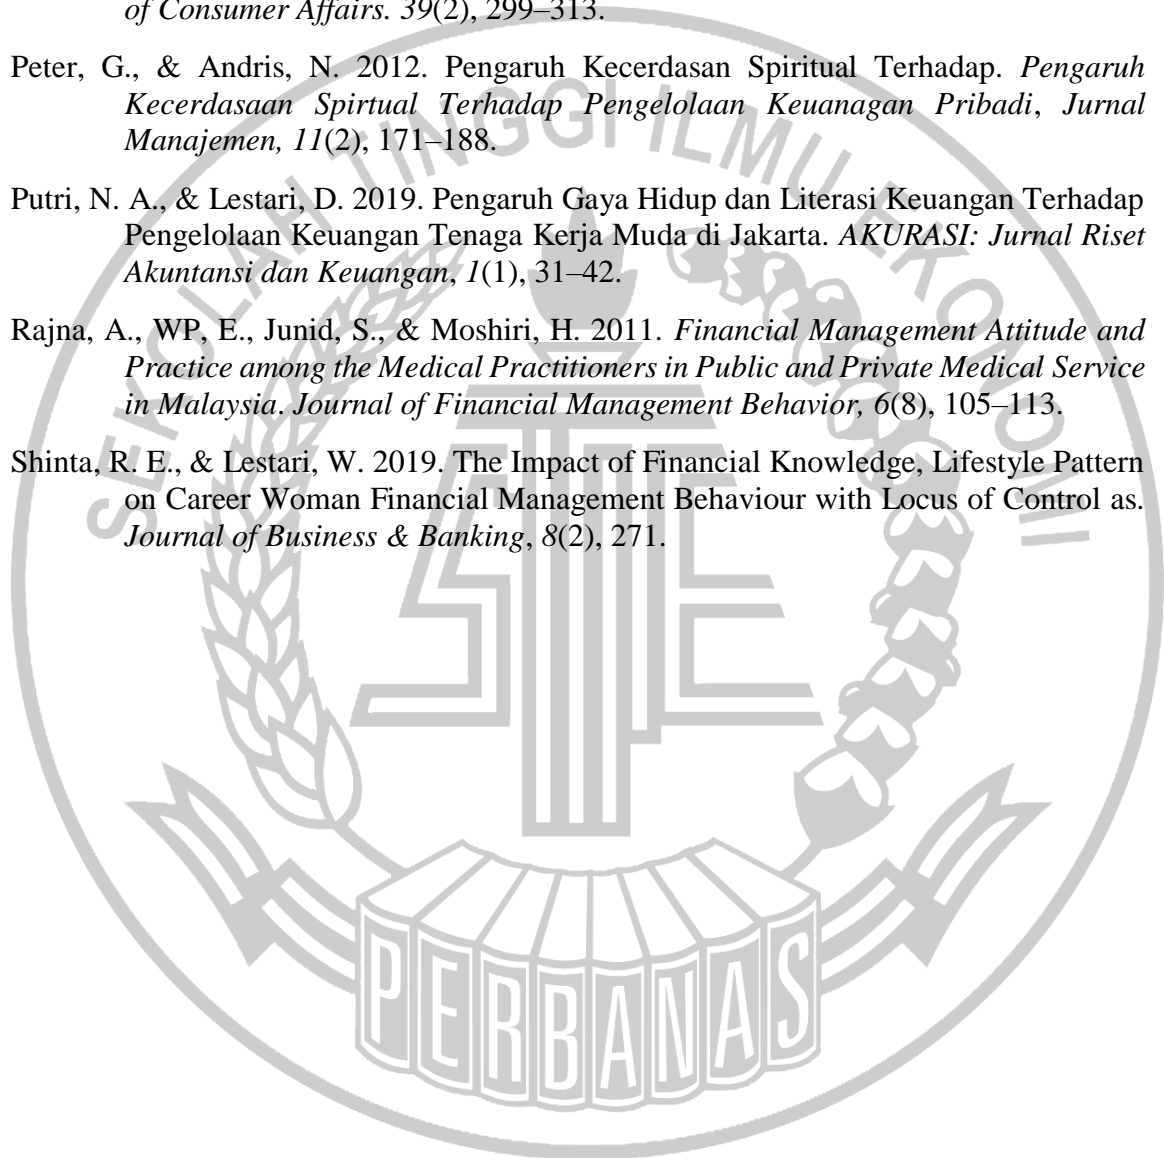 of Consumer Affairs. 39(2), 299–313.
Peter, G., & Andris, N. 2012. Pengaruh Kecerdasan Spiritual Terhadap. Pengaruh
Kecerdasaan Spirtual Terhadap Pengelolaan Keuanagan Pribadi, Jurnal
Manajemen, 11(2), 171–188.
Putri, N. A., & Lestari, D. 2019. Pengaruh Gaya Hidup dan Literasi Keuangan Terhadap
Pengelolaan Keuangan Tenaga Kerja Muda di Jakarta. AKURASI: Jurnal Riset
Akuntansi dan Keuangan, 1(1), 31–42.
Rajna, A., WP, E., Junid, S., & Moshiri, H. 2011. Financial Management Attitude and
Practice among the Medical Practitioners in Public and Private Medical Service
in Malaysia. Journal of Financial Management Behavior, 6(8), 105–113.
Shinta, R. E., & Lestari, W. 2019. The Impact of Financial Knowledge, Lifestyle Pattern
on Career Woman Financial Management Behaviour with Locus of Control as.
Journal of Business & Banking, 8(2), 271.
SEKOLAH TINGGI ILMU EKONOMI
STIE
PERBANAS